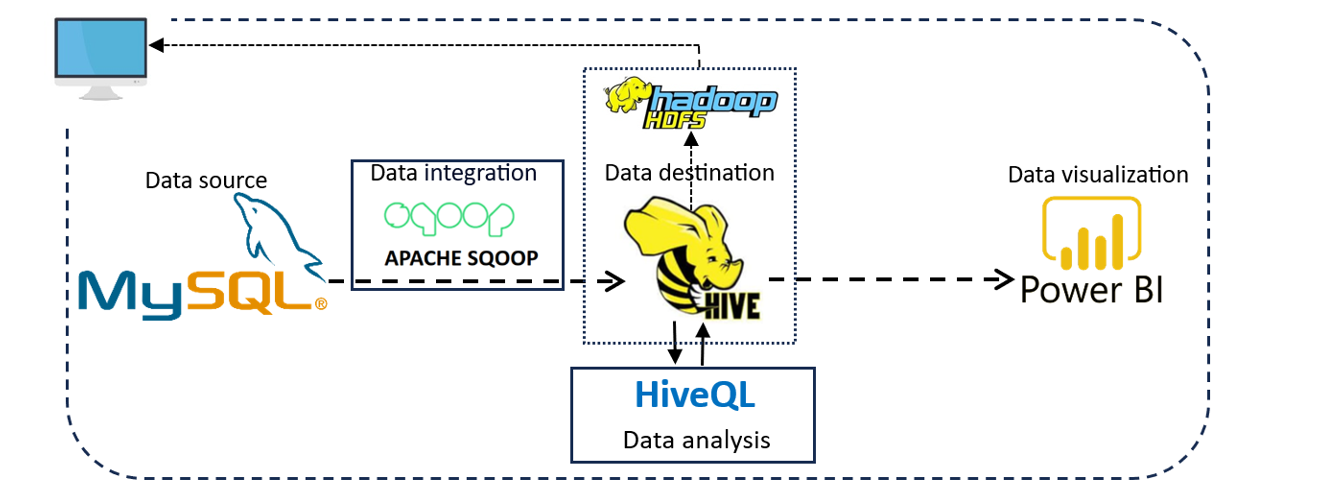 hadoop
HDFS
Data source
Data integration
Data destination
Data visualization
sqoop
APACHE SQOOP
MySQL®
HIVE
Power BI
HiveQL
Data analysis